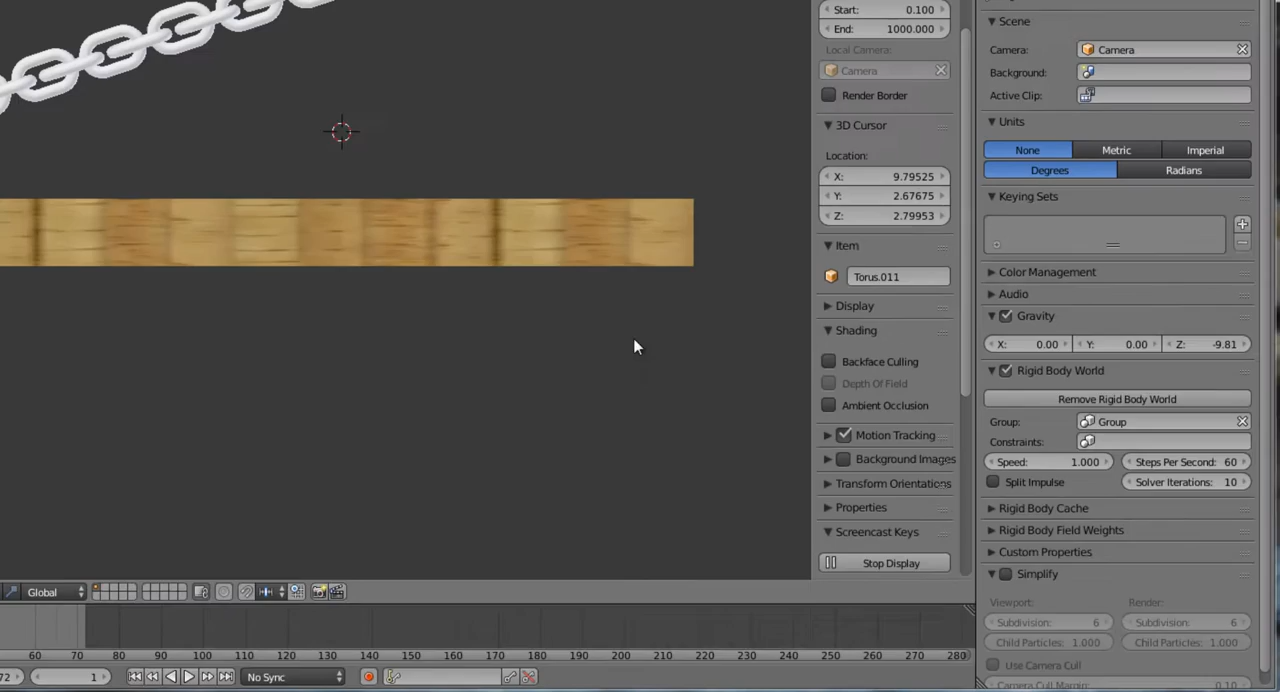 Start: 0.100
End: 1000.000
Local Camera:
Camera
Render Border
3D Cursor
Location:
X: 9.79525
Y: 2.67675
Z: 2.79953
Item
Torus.011
Display
Shading
Backface Culling
Depth Of Field
Ambient Occlusion
Motion Tracking
Background Images
Transform Orientations
Properties
Screencast Keys
Stop Display
Scene
Camera: Camera
Background:
Active Clip:
Units
None Metric Imperial
Degrees Radians
Keying Sets
Color Management
Audio
Gravity
X: 0.00 Y: 0.00 Z: -9.81
Rigid Body World
Remove Rigid Body World
Group: Group
Constraints:
Speed: 1.000 Steps Per Second: 60
Split Impulse Solver Iterations: 10
Rigid Body Cache
Rigid Body Field Weights
Custom Properties
Simplify
Viewport: Render:
Subdivision: 6 Subdivision: 6
Child Particles: 1.000 Child Particles: 1.000
Use Camera Cull
Camera Cull Margin: 0.10
Global
60 70 80 90 100 110 120 130 140 150 160 170 180 190 200 210 220 230 240 250 260 270 280
72 1 No Sync